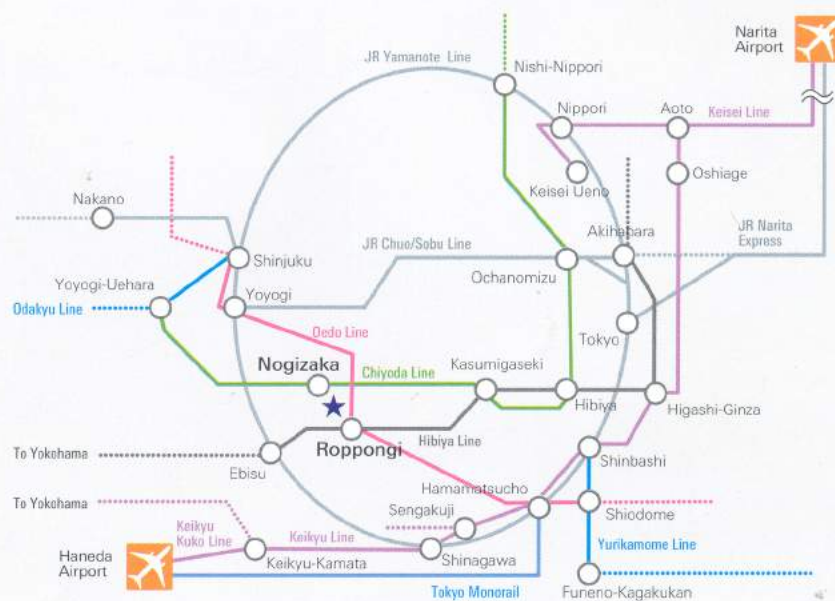 JR Yamanote Line
Narita
Airport
Nishi-Nippori
Nippori
Aoto
Keisei Line
Keisei Ueno
Oshiage
Nakano
Akihabara
JR Narita
Express
Shinjuku
JR Chuo/Sobu Line
Ochanomizu
Yoyogi-Uehara
Yoyogi
Odakyu Line
Oedo Line
Tokyo
Nogizaka
Chiyoda Line
Kasumigaseki
Hibiya
Higashi-Ginza
Roppongi
Hibiya Line
To Yokohama
Ebisu
Shinbashi
Hamamatsucho
To Yokohama
Sengakuji
Shiodome
Keikyu
Kuko Line
Keikyu Line
Yurikamome Line
Haneda
Airport
Keikyu-Kamata
Shinagawa
Tokyo Monorail
Funeno-Kagakukan